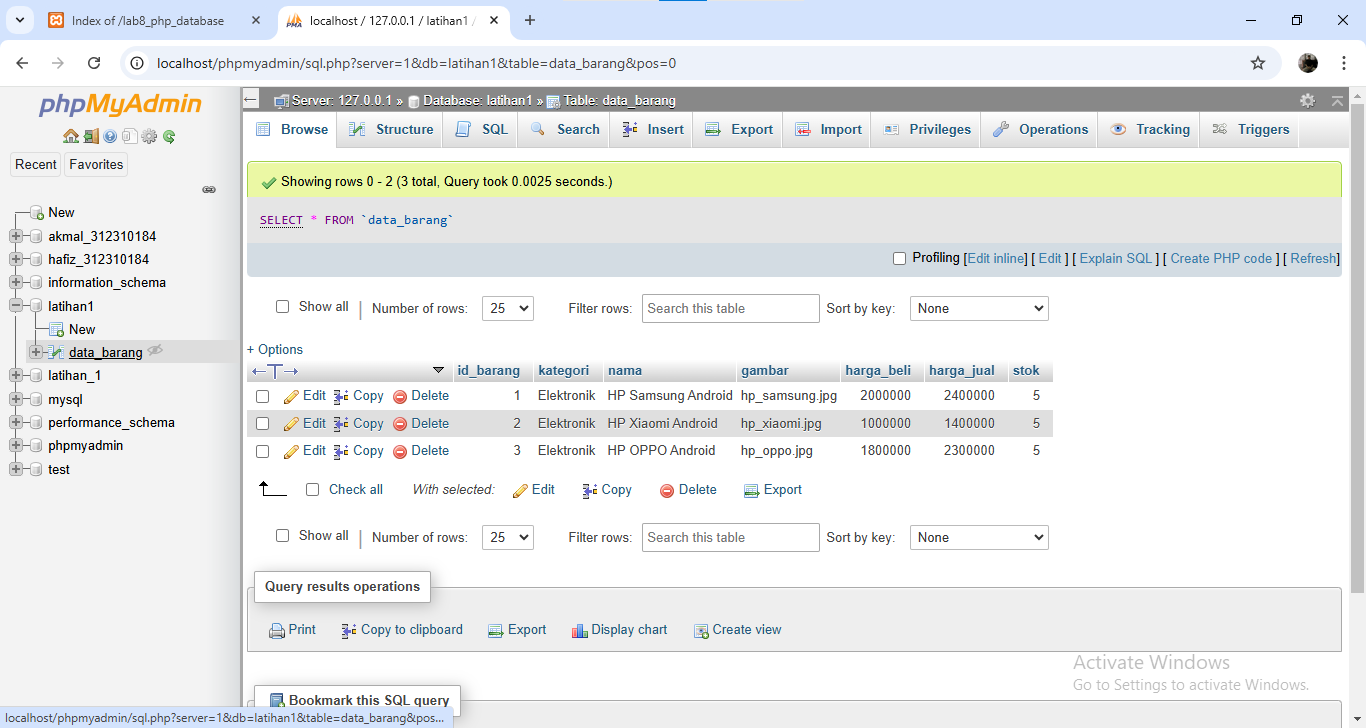 Index of /lab8_php_database
localhost / 127.0.0.1 / latihan1 /
localhost/phpmyadmin/sql.php?server=1&db=latihan1&table=data_barang&pos=0
phpMyAdmin
Recent Favorites
New
akmal_312310184
hafiz_312310184
information_schema
latihan1
New
data_barang
latihan_1
mysql
performance_schema
phpmyadmin
test
Server: 127.0.0.1 » Database: latihan1 » Table: data_barang
Browse Structure SQL Search Insert Export Import Privileges Operations Tracking Triggers
Showing rows 0 - 2 (3 total, Query took 0.0025 seconds.)
SELECT * FROM `data_barang`
Profiling [Edit inline] [ Edit ] [ Explain SQL ] [ Create PHP code ] [ Refresh]
Show all | Number of rows: 25 Filter rows: Search this table Sort by key: None
+ Options
←T→ id_barang kategori nama gambar harga_beli harga_jual stok
Edit Copy Delete 1 Elektronik HP Samsung Android hp_samsung.jpg 2000000 2400000 5
Edit Copy Delete 2 Elektronik HP Xiaomi Android hp_xiaomi.jpg 1000000 1400000 5
Edit Copy Delete 3 Elektronik HP OPPO Android hp_oppo.jpg 1800000 2300000 5
Check all With selected: Edit Copy Delete Export
Show all | Number of rows: 25 Filter rows: Search this table Sort by key: None
Query results operations
Print Copy to clipboard Export Display chart Create view
Bookmark this SQL query
Activate Windows
Go to Settings to activate Windows.
localhost/phpmyadmin/sql.php?server=1&db=latihan1&table=data_barang&pos...